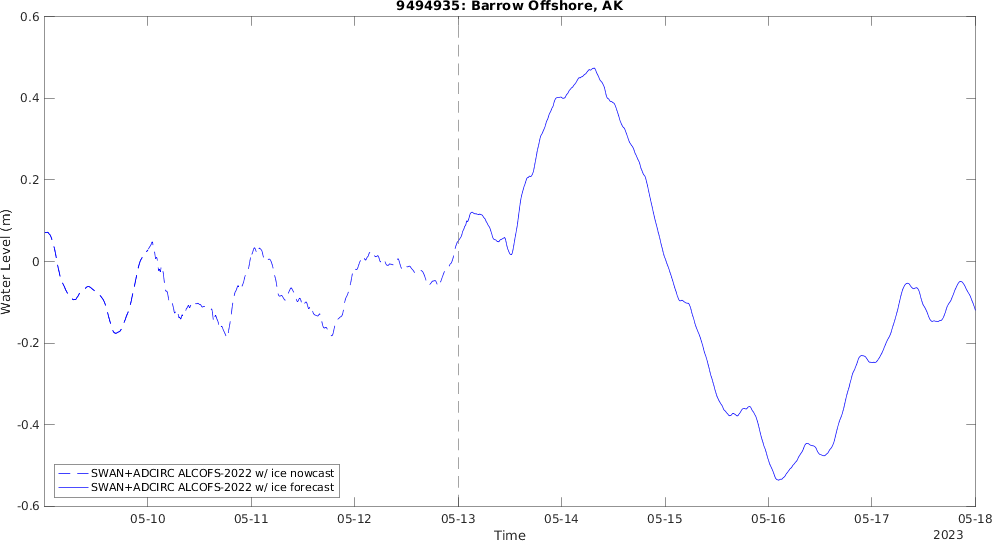 9494935: Barrow Offshore, AK
Water Level (m)
0.6
0.4
0.2
0
-0.2
-0.4
-0.6
SWAN+ADCIRC ALCOFS-2022 w/ ice nowcast
SWAN+ADCIRC ALCOFS-2022 w/ ice forecast
05-10 05-11 05-12 05-13 05-14 05-15 05-16 05-17 05-18
Time
2023